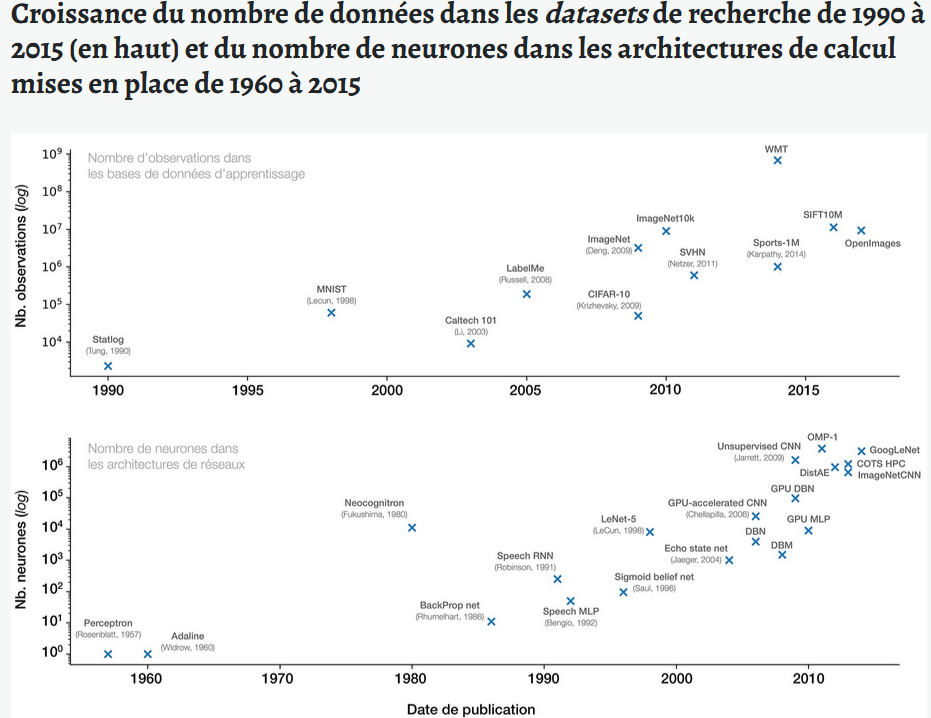 Croissance du nombre de données dans les datasets de recherche de 1990 à
2015 (en haut) et du nombre de neurones dans les architectures de calcul
mises en place de 1960 à 2015
Nombre d'observations dans
les bases de données d'apprentissage
Nb. observations (log)
10⁹
10⁸
10⁷
10⁶
10⁵
10⁴
WMT
SIFT10M
ImageNet10k
OpenImages
ImageNet
(Deng, 2009)
Sports-1M
(Karpathy, 2014)
SVHN
(Netzer, 2011)
LabelMe
(Russell, 2008)
MNIST
(Lecun, 1998)
CIFAR-10
(Krizhevsky, 2009)
Caltech 101
(Li, 2003)
Statlog
(Tung, 1990)
1990 1995 2000 2005 2010 2015
Nombre de neurones dans
les architectures de réseaux
Nb. neurones (log)
10⁶
10⁵
10⁴
10³
10²
10¹
10⁰
OMP-1
Unsupervised CNN
(Jarrett, 2009)
GoogLeNet
COTS HPC
DistAE
ImageNetCNN
GPU DBN
Neocognitron
(Fukushima, 1980)
GPU-accelerated CNN
(Chellapilla, 2006)
LeNet-5
(LeCun, 1998)
GPU MLP
DBN
DBM
Echo state net
(Jaeger, 2004)
Speech RNN
(Robinson, 1991)
Sigmoid belief net
(Saul, 1996)
BackProp net
(Rhumelhart, 1986)
Speech MLP
(Bengio, 1992)
Perceptron
(Rosenblatt, 1957)
Adaline
(Widrow, 1960)
1960 1970 1980 1990 2000 2010
Date de publication